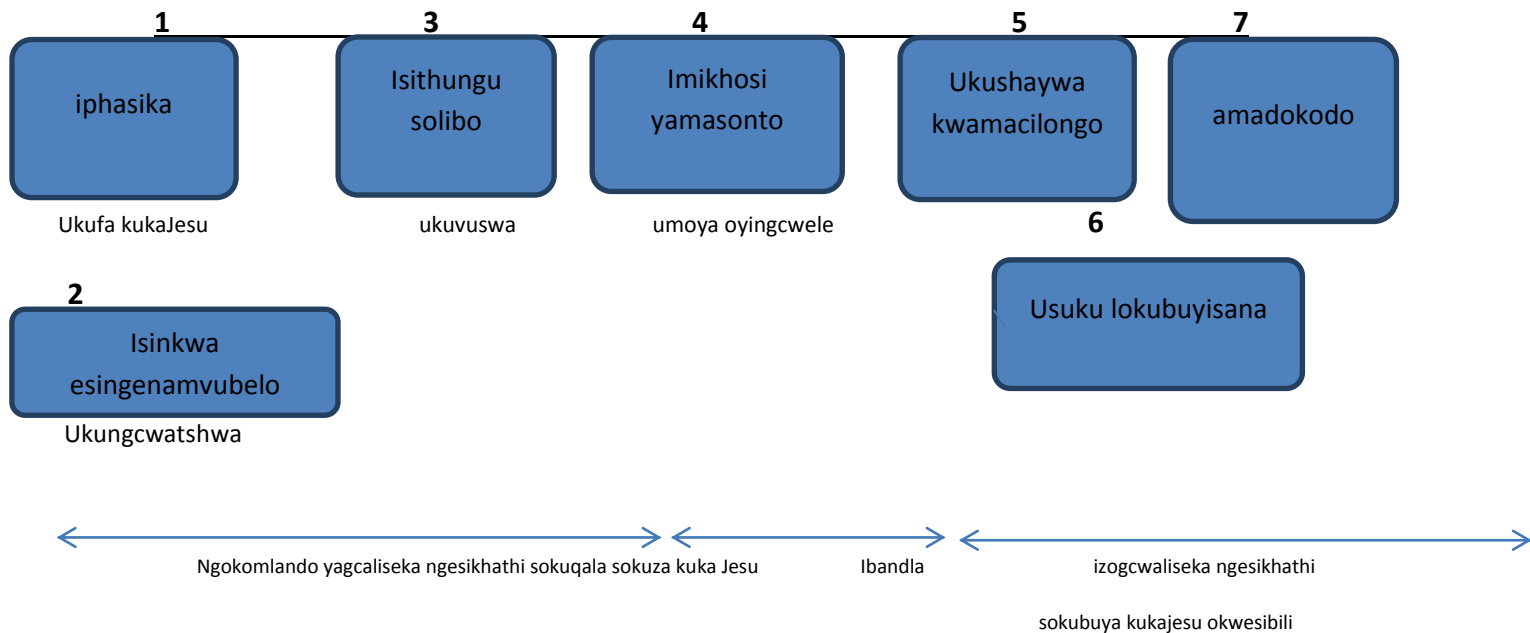 1
iphasika
Ukufa kukaJesu
2
Isinkwa
esingenamvubelo
Ukungcwatshwa
3
Isithungu
solibo
ukuvuswa
4
Imikhosi
yamasonto
umoya oyingcwele
5
Ukushaywa
kwamacilongo
6
Usuku lokubuyisana
7
amadokodo
Ngokomlando yagcaliseka ngesikhathi sokuqala sokuza kuka Jesu
Ibandla
izogcwaliseka ngesikhathi
sokubuya kukajesu okwesibili